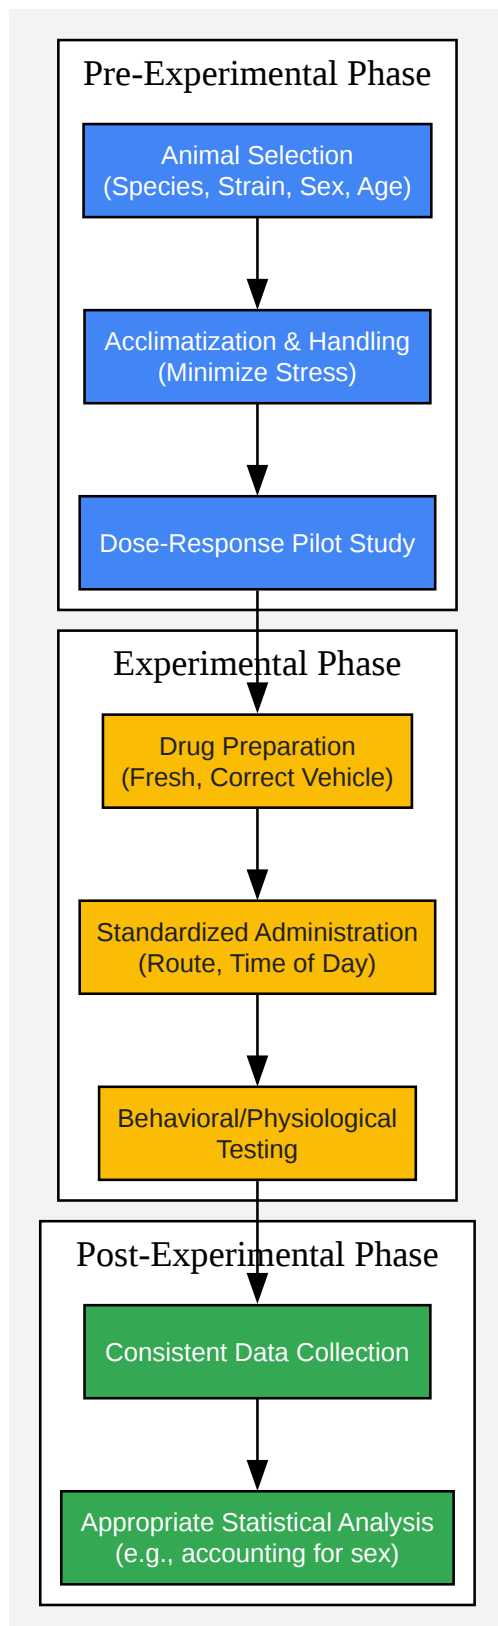 Pre-Experimental Phase
Animal Selection
(Species, Strain, Sex, Age)
Acclimatization & Handling
(Minimize Stress)
Dose-Response Pilot Study
Experimental Phase
Drug Preparation
(Fresh, Correct Vehicle)
Standardized Administration
(Route, Time of Day)
Behavioral/Physiological
Testing
Post-Experimental Phase
Consistent Data Collection
Appropriate Statistical Analysis
(e.g., accounting for sex)